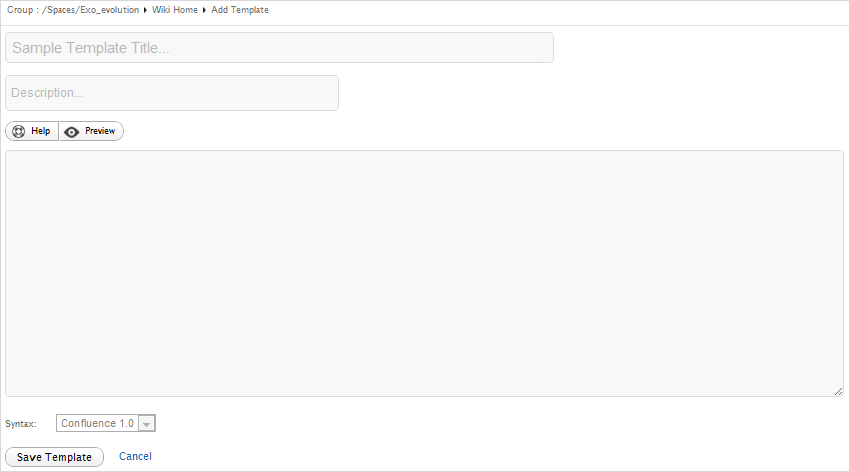 Group : /Spaces/Exo_evolution Wiki Home Add Template
Sample Template Title...
Description...
Help Preview
Syntax: Confluence 1.0
Save Template Cancel